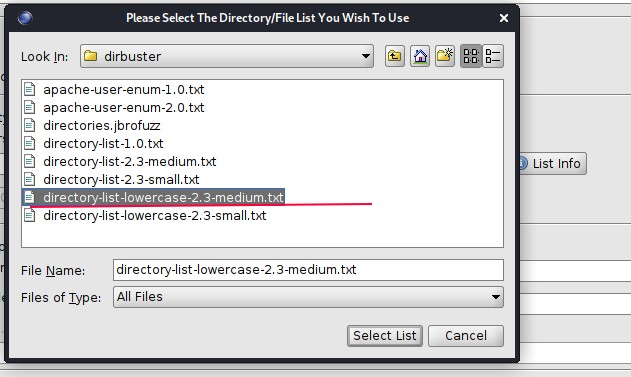 Please Select The Directory/File List You Wish To Use
Look In: dirbuster
apache-user-enum-1.0.txt
apache-user-enum-2.0.txt
directories.jbrofuzz
directory-list-1.0.txt
directory-list-2.3-medium.txt
directory-list-2.3-small.txt
directory-list-lowercase-2.3-medium.txt
directory-list-lowercase-2.3-small.txt
List Info
File Name: directory-list-lowercase-2.3-medium.txt
Files of Type: All Files
Select List Cancel